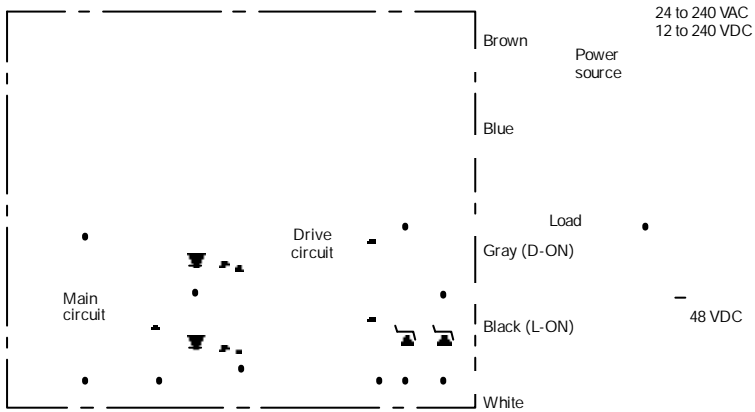 24 to 240 VAC
12 to 240 VDC
Brown
Power
source
Blue
Load
Drive
circuit
Gray (D-ON)
Main
circuit
48 VDC
Black (L-ON)
White